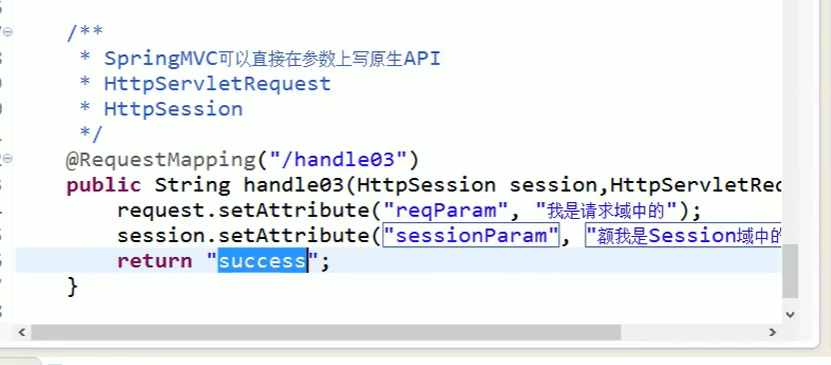 /**
* SpringMVC可以直接在参数上写原生API
* HttpServletRequest
* HttpSession
*/
@RequestMapping("/handle03")
public String handle03(HttpSession session,HttpServletReq
request.setAttribute("reqParam", "我是请求域中的");
session.setAttribute("sessionParam", "额我是Session域中的
return "success";
}